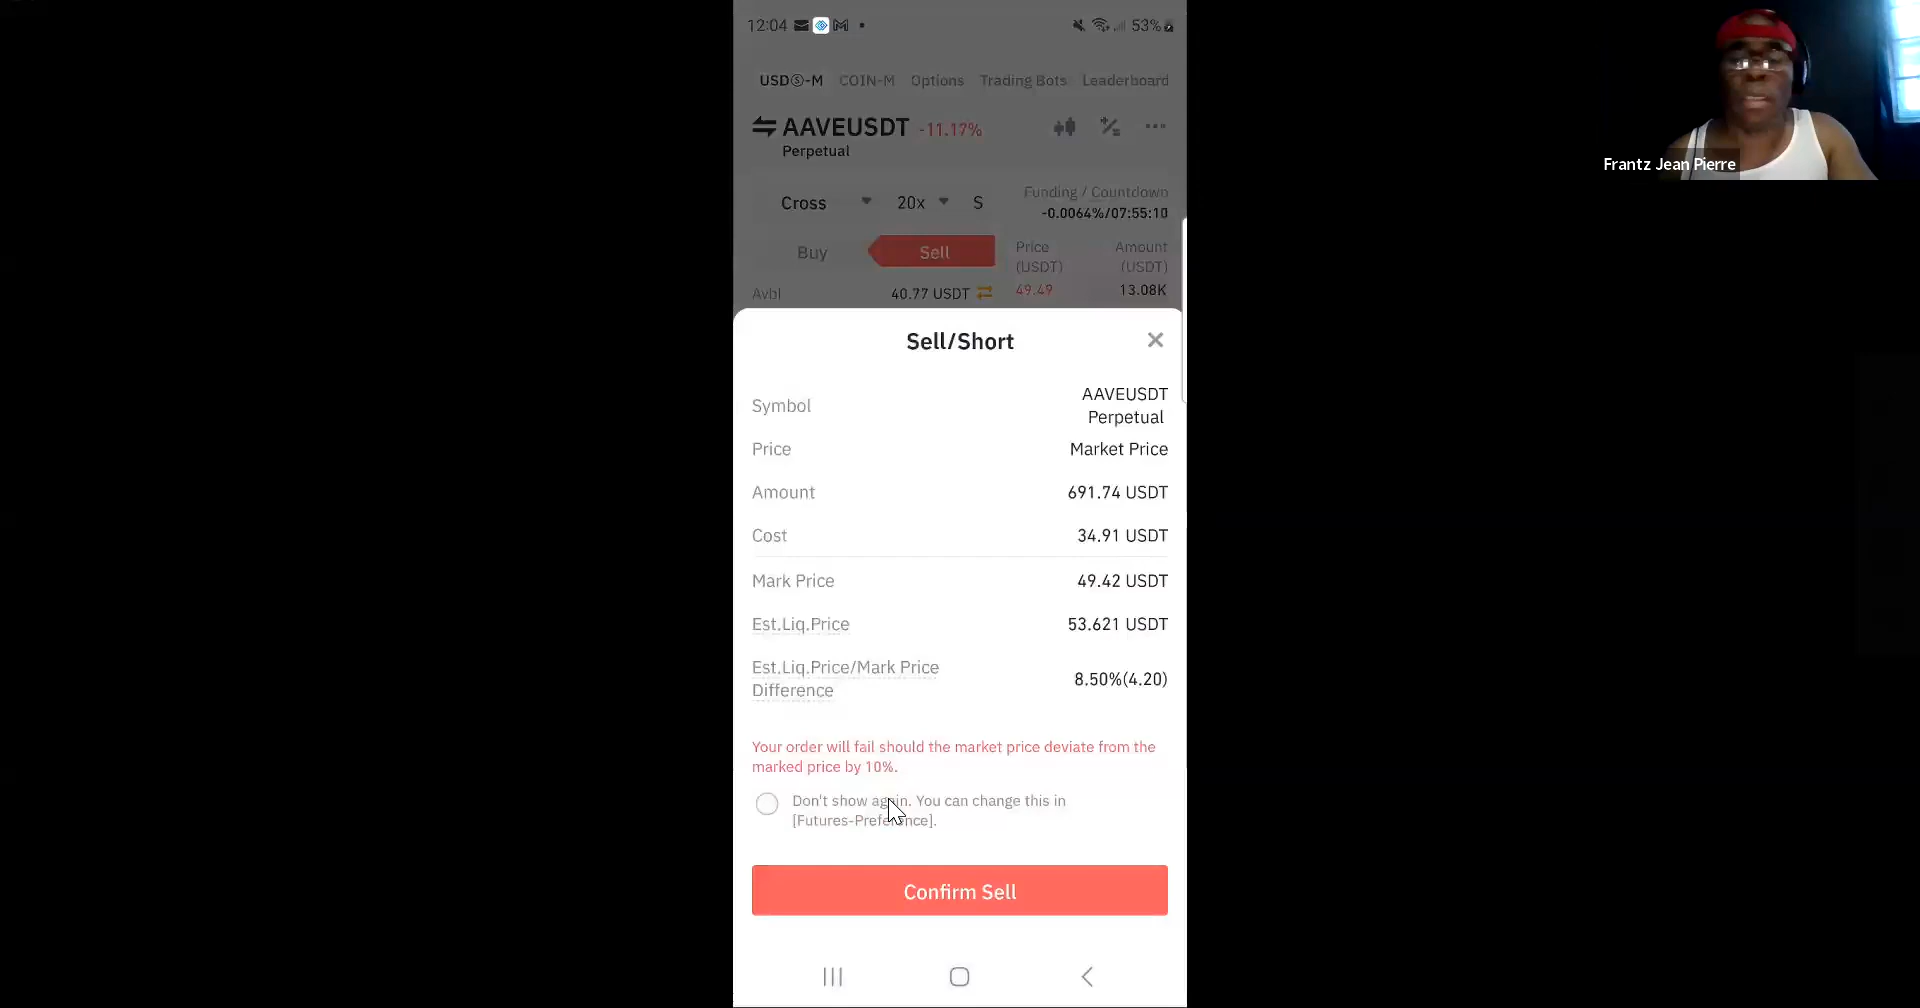 12:04
53%
USDⓈ-M COIN-M Options Trading Bots Leaderboard
AAVEUSDT -11.17%
Perpetual
Frantz Jean Pierre
Cross 20x S
Funding / Countdown
-0.0064%/07:55:10
Buy Sell
Price Amount
(USDT) (USDT)
Avbl 40.77 USDT
49.49 13.08K
Sell/Short
Symbol AAVEUSDT
Perpetual
Price Market Price
Amount 691.74 USDT
Cost 34.91 USDT
Mark Price 49.42 USDT
Est.Liq.Price 53.621 USDT
Est.Liq.Price/Mark Price
Difference 8.50%(4.20)
Your order will fail should the market price deviate from the
marked price by 10%.
Don't show again. You can change this in
[Futures-Preference].
Confirm Sell